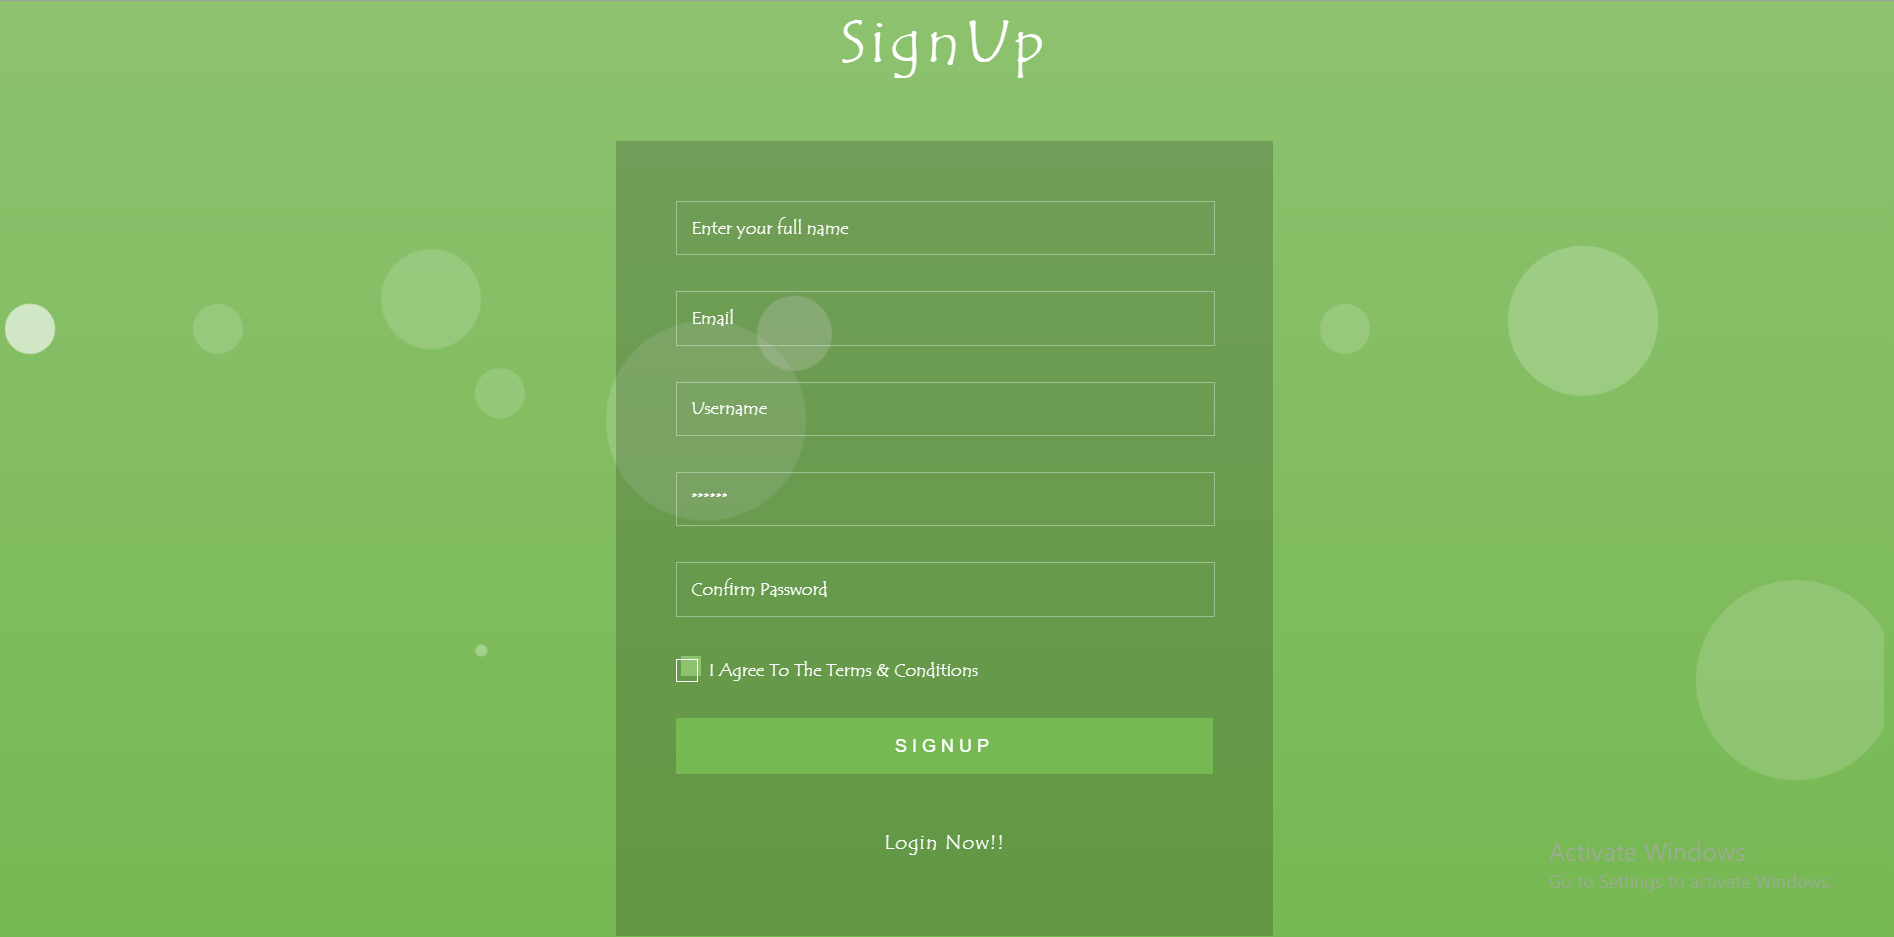 SignUp
Enter your full name
Email
Username
******
Confirm Password
I Agree To The Terms & Conditions
SIGNUP
Login Now!!
Activate Windows
Go to Settings to activate Windows.